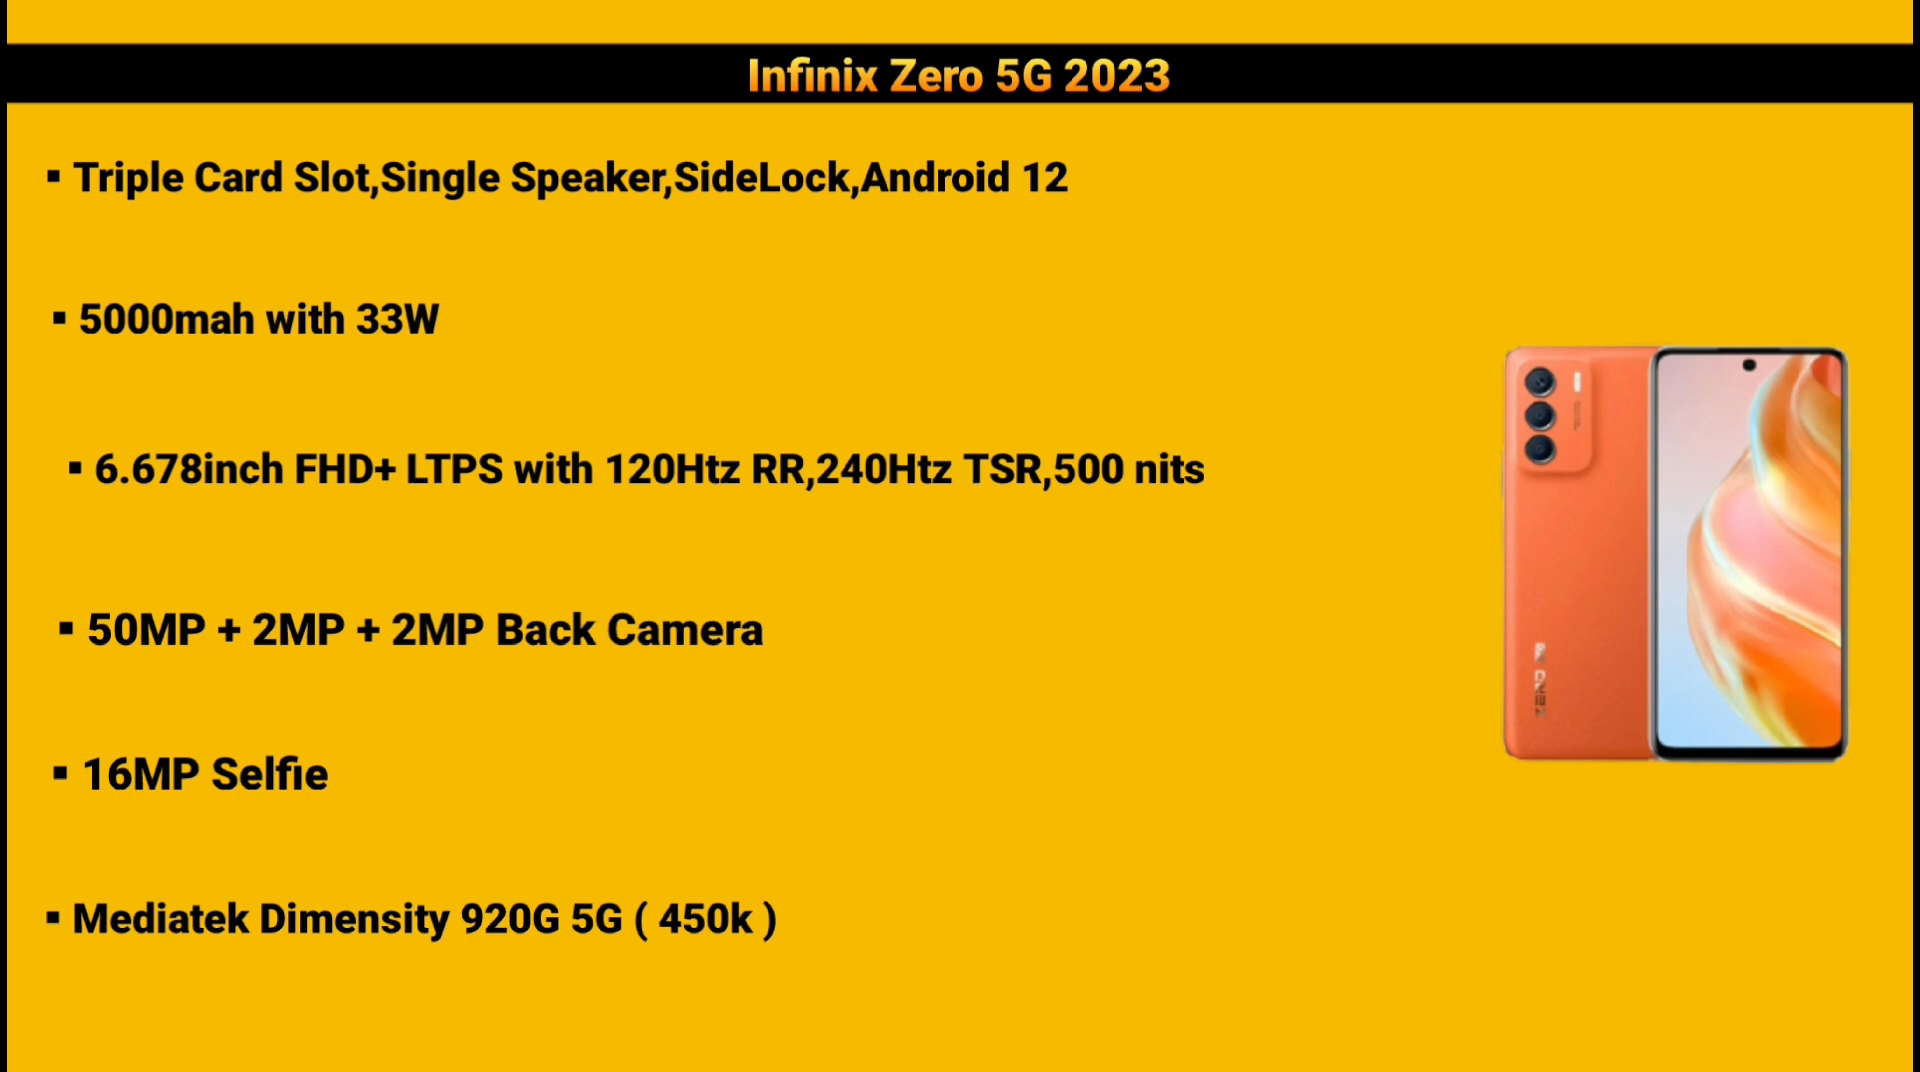 Infinix Zero 5G 2023
▪ Triple Card Slot,Single Speaker,SideLock,Android 12
▪ 5000mah with 33W
▪ 6.678inch FHD+ LTPS with 120Htz RR,240Htz TSR,500 nits
▪ 50MP + 2MP + 2MP Back Camera
▪ 16MP Selfie
▪ Mediatek Dimensity 920G 5G ( 450k )